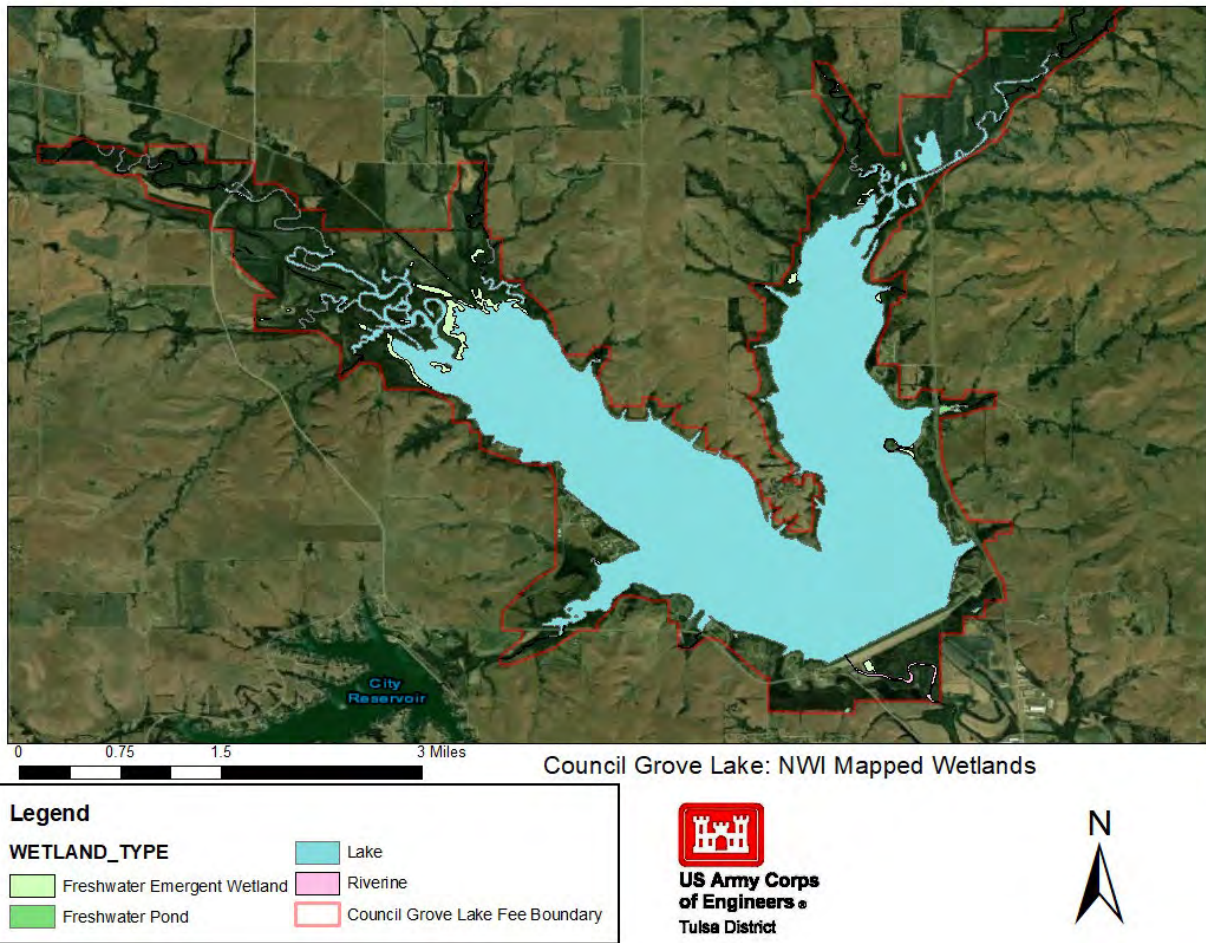 City
Reservoir
0 0.75 1.5 3 Miles
Council Grove Lake: NWI Mapped Wetlands
Legend
WETLAND_TYPE
Freshwater Emergent Wetland
Freshwater Pond
Lake
Riverine
Council Grove Lake Fee Boundary
US Army Corps
of Engineers ®
Tulsa District
N